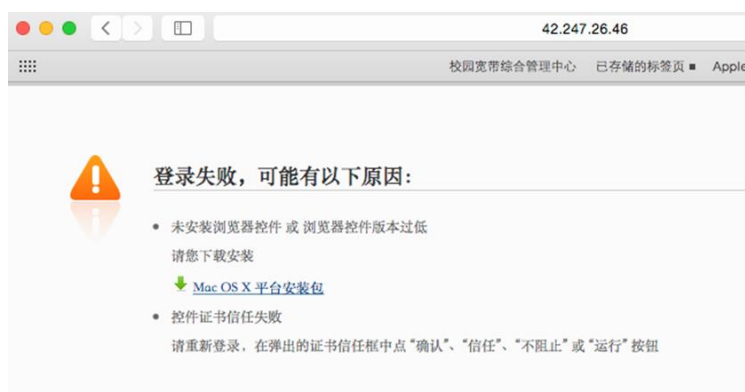 42.247.26.46
校园宽带综合管理中心 已存储的标签页 Apple
登录失败，可能有以下原因：
未安装浏览器控件 或 浏览器控件版本过低
请您下载安装
Mac OS X 平台安装包
控件证书信任失败
请重新登录，在弹出的证书信任框中点“确认”、“信任”、“不阻止”或“运行”按钮